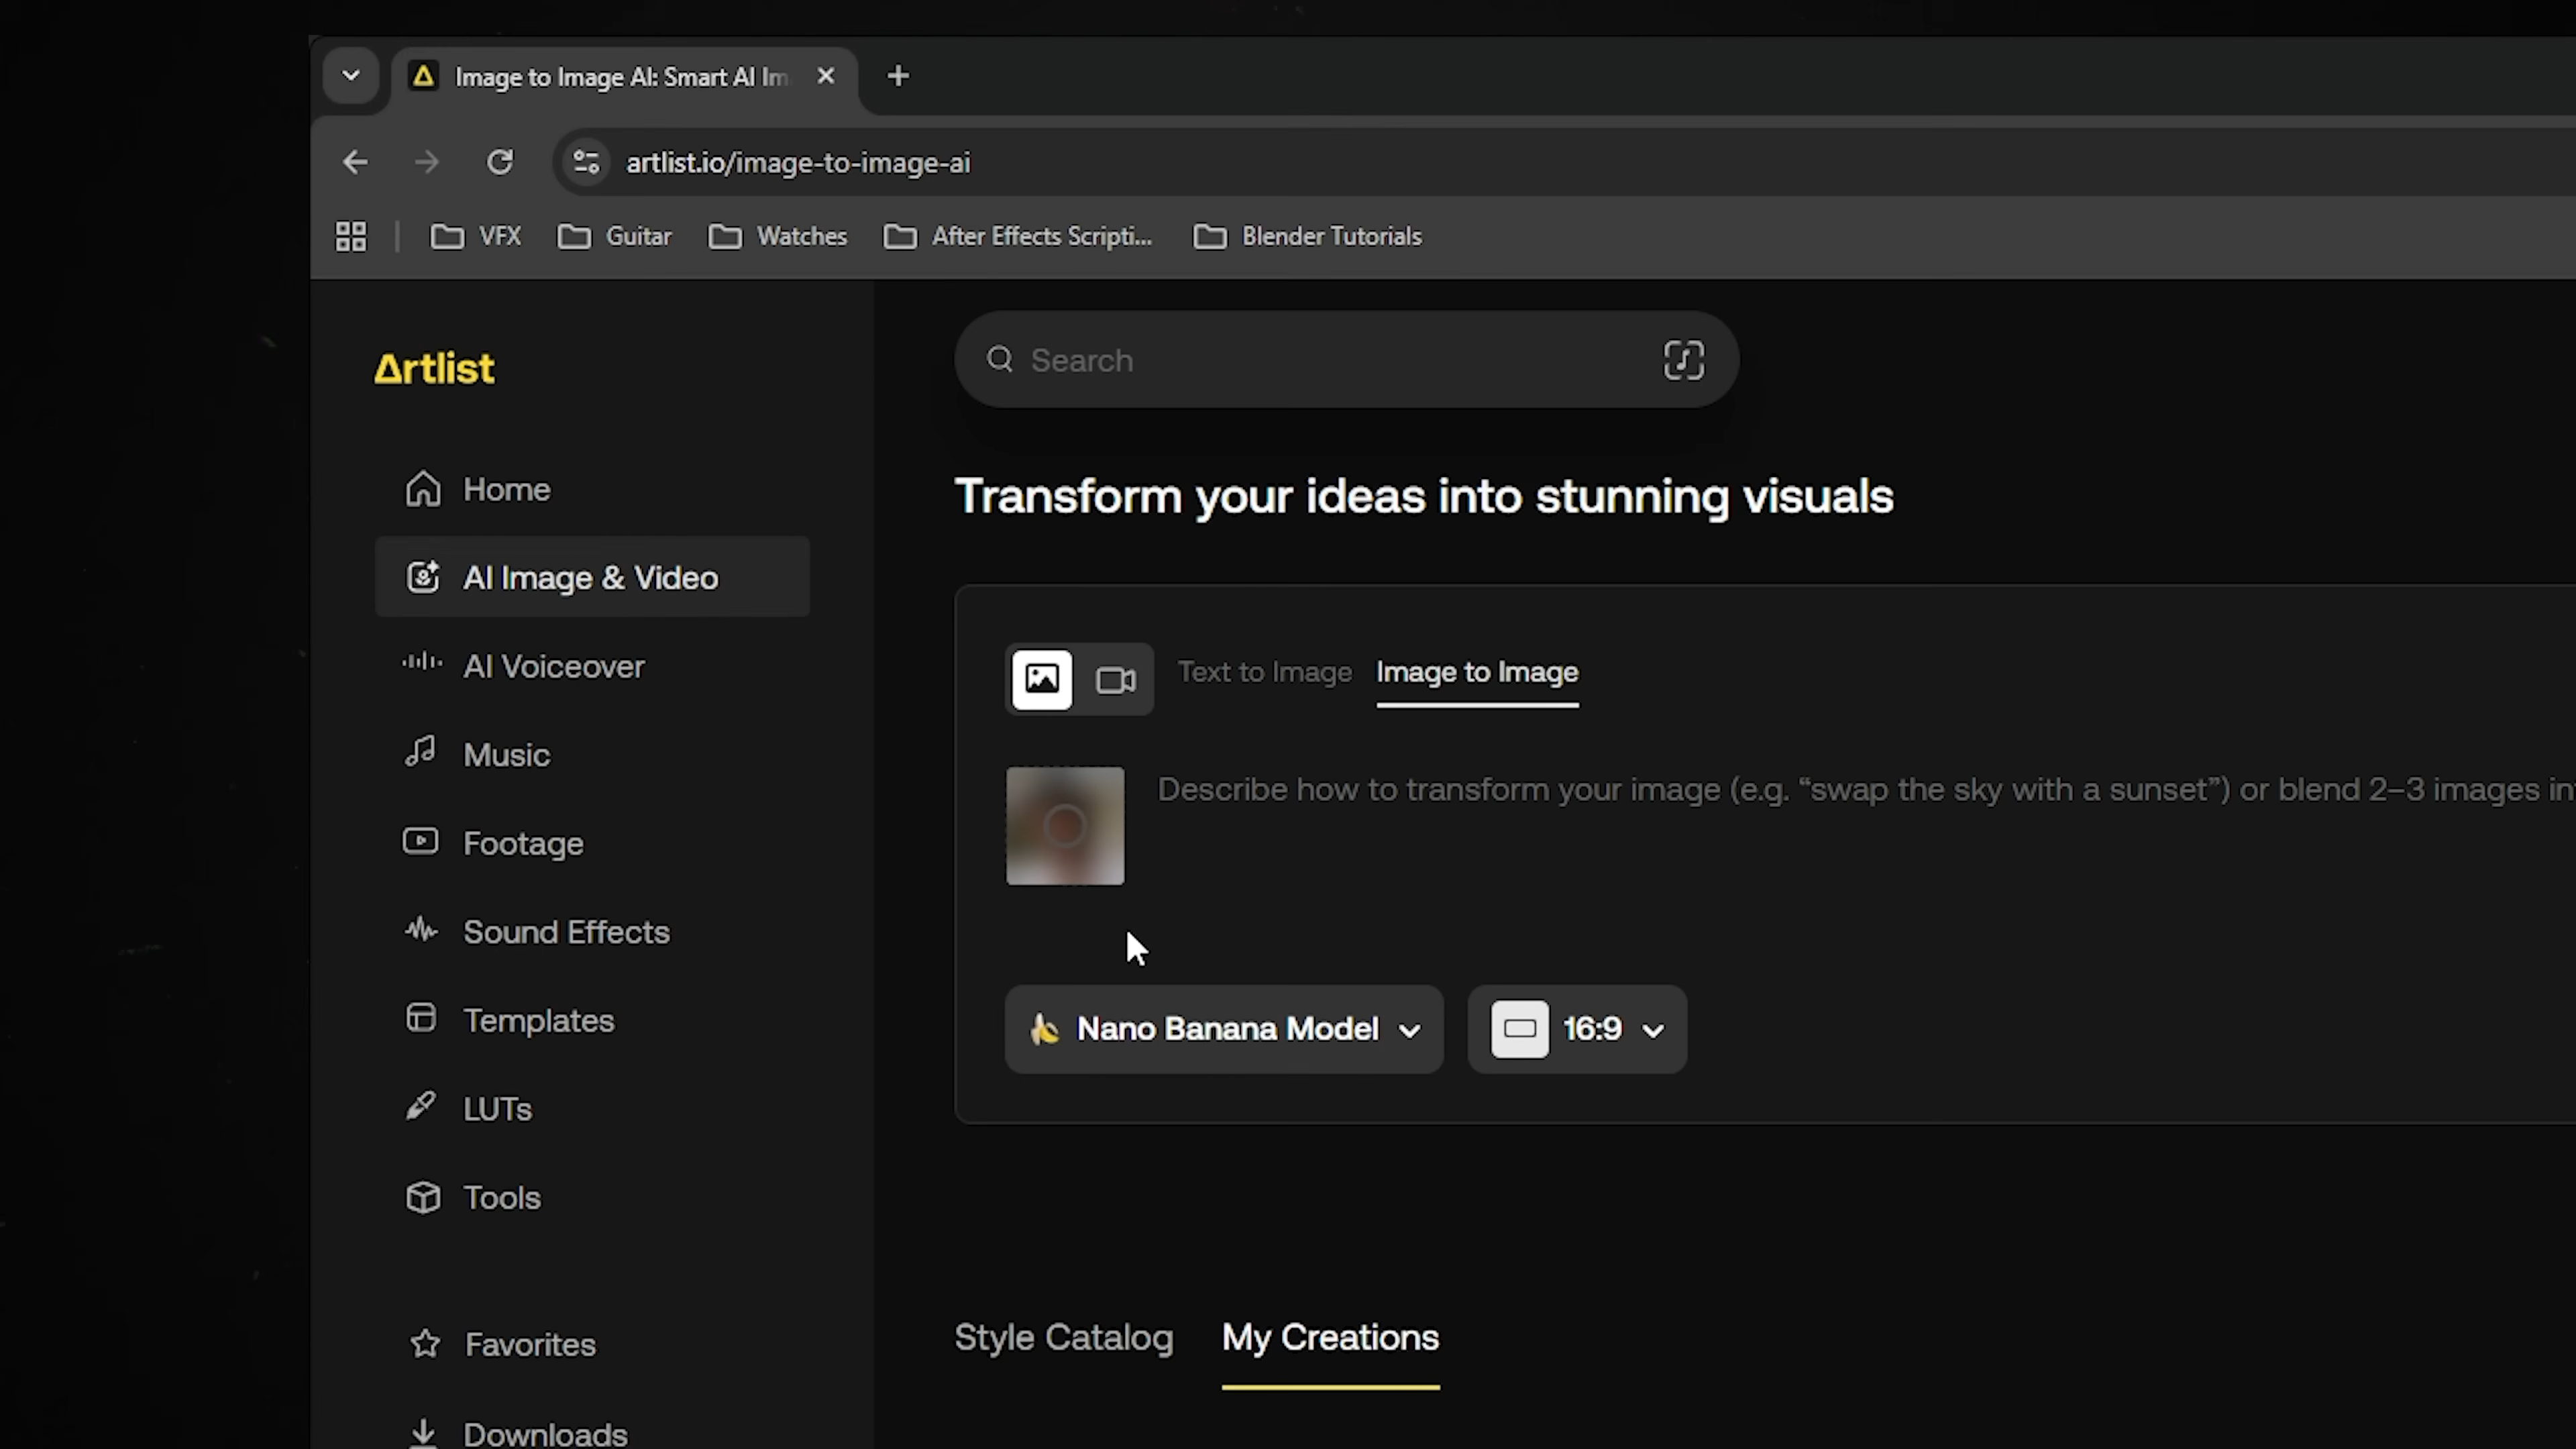 Image to Image AI: Smart AI Im
artlist.io/image-to-image-ai
VFX
Guitar
Watches
After Effects Scripti...
Blender Tutorials
Artlist
Search
Home
AI Image & Video
AI Voiceover
Music
Footage
Sound Effects
Templates
LUTs
Tools
Favorites
Downloads
Transform your ideas into stunning visuals
Text to Image
Image to Image
Describe how to transform your image (e.g. “swap the sky with a sunset”) or blend 2–3 images in
Nano Banana Model
16:9
Style Catalog
My Creations